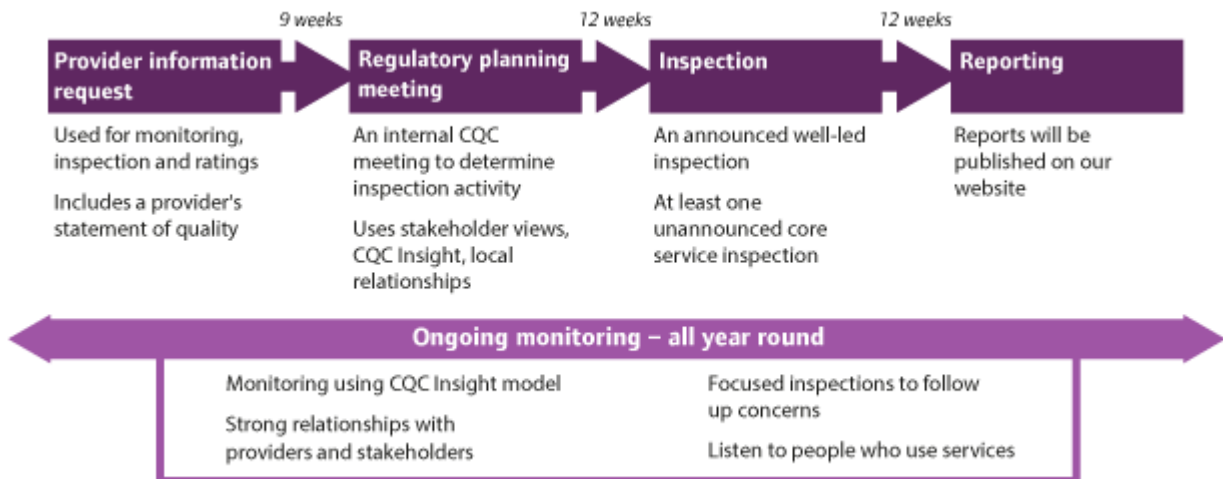 9 weeks
12 weeks
12 weeks
Provider information
request
Regulatory planning
meeting
Inspection
Reporting
Used for monitoring,
inspection and ratings
Includes a provider's
statement of quality
An internal CQC
meeting to determine
inspection activity
Uses stakeholder views,
CQC Insight, local
relationships
An announced well-led
inspection
At least one
unannounced core
service inspection
Reports will be
published on our
website
Ongoing monitoring – all year round
Monitoring using CQC Insight model
Strong relationships with
providers and stakeholders
Focused inspections to follow
up concerns
Listen to people who use services